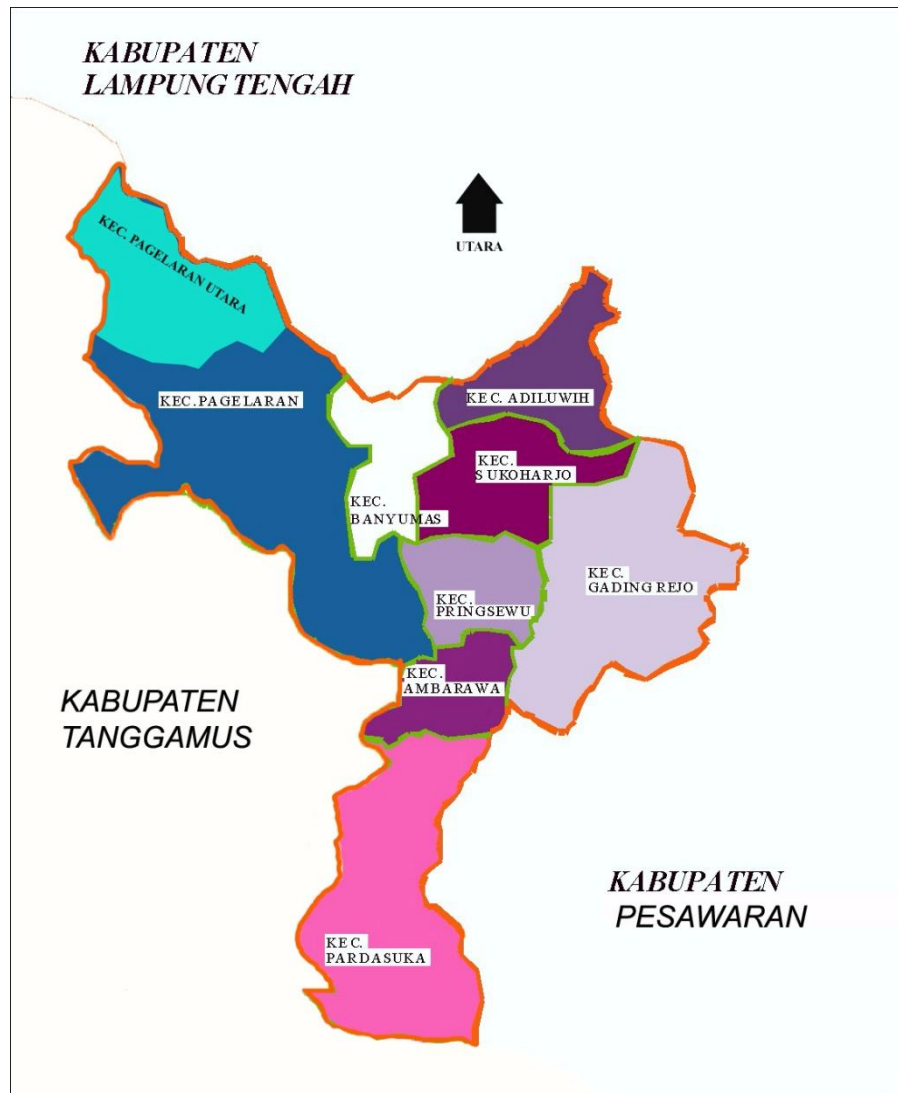 KABUPATEN
LAMPUNG TENGAH
UTARA
KEC. PAGELARAN UTARA
KEC.PAGELARAN
KEC. ADILUWIH
KEC.
SUKOHARJO
KEC.
BANYUMAS
KEC.
GADING REJO
KEC.
PRINGSEWU
KEC.
AMBARAWA
KABUPATEN
TANGGAMUS
KABUPATEN
PESAWARAN
KEC.
PARDASUKA